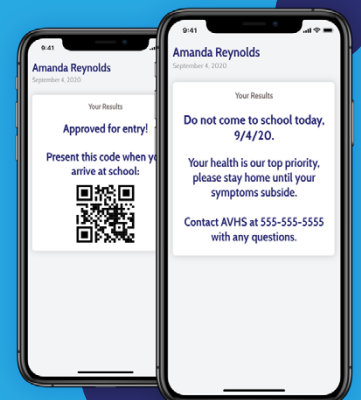 9:41
Amanda Reynolds
September 4, 2020
Your Results
Approved for entry!
Present this code when
arrive at school:
9:41
Amanda Reynolds
September 4, 2020
Your Results
Do not come to school today,
9/4/20.
Your health is our top priority,
please stay home until your
symptoms subside.
Contact AVHS at 555-555-5555
with any questions.